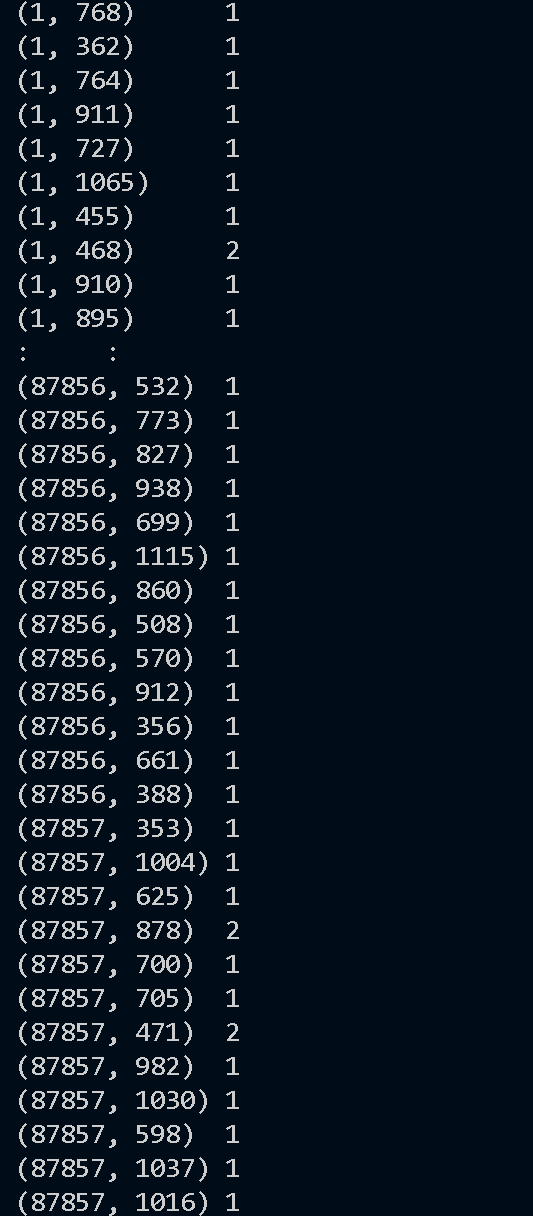 (1, 768) 1
(1, 362) 1
(1, 764) 1
(1, 911) 1
(1, 727) 1
(1, 1065) 1
(1, 455) 1
(1, 468) 2
(1, 910) 1
(1, 895) 1
: :
(87856, 532) 1
(87856, 773) 1
(87856, 827) 1
(87856, 938) 1
(87856, 699) 1
(87856, 1115) 1
(87856, 860) 1
(87856, 508) 1
(87856, 570) 1
(87856, 912) 1
(87856, 356) 1
(87856, 661) 1
(87856, 388) 1
(87857, 353) 1
(87857, 1004) 1
(87857, 625) 1
(87857, 878) 2
(87857, 700) 1
(87857, 705) 1
(87857, 471) 2
(87857, 982) 1
(87857, 1030) 1
(87857, 598) 1
(87857, 1037) 1
(87857, 1016) 1